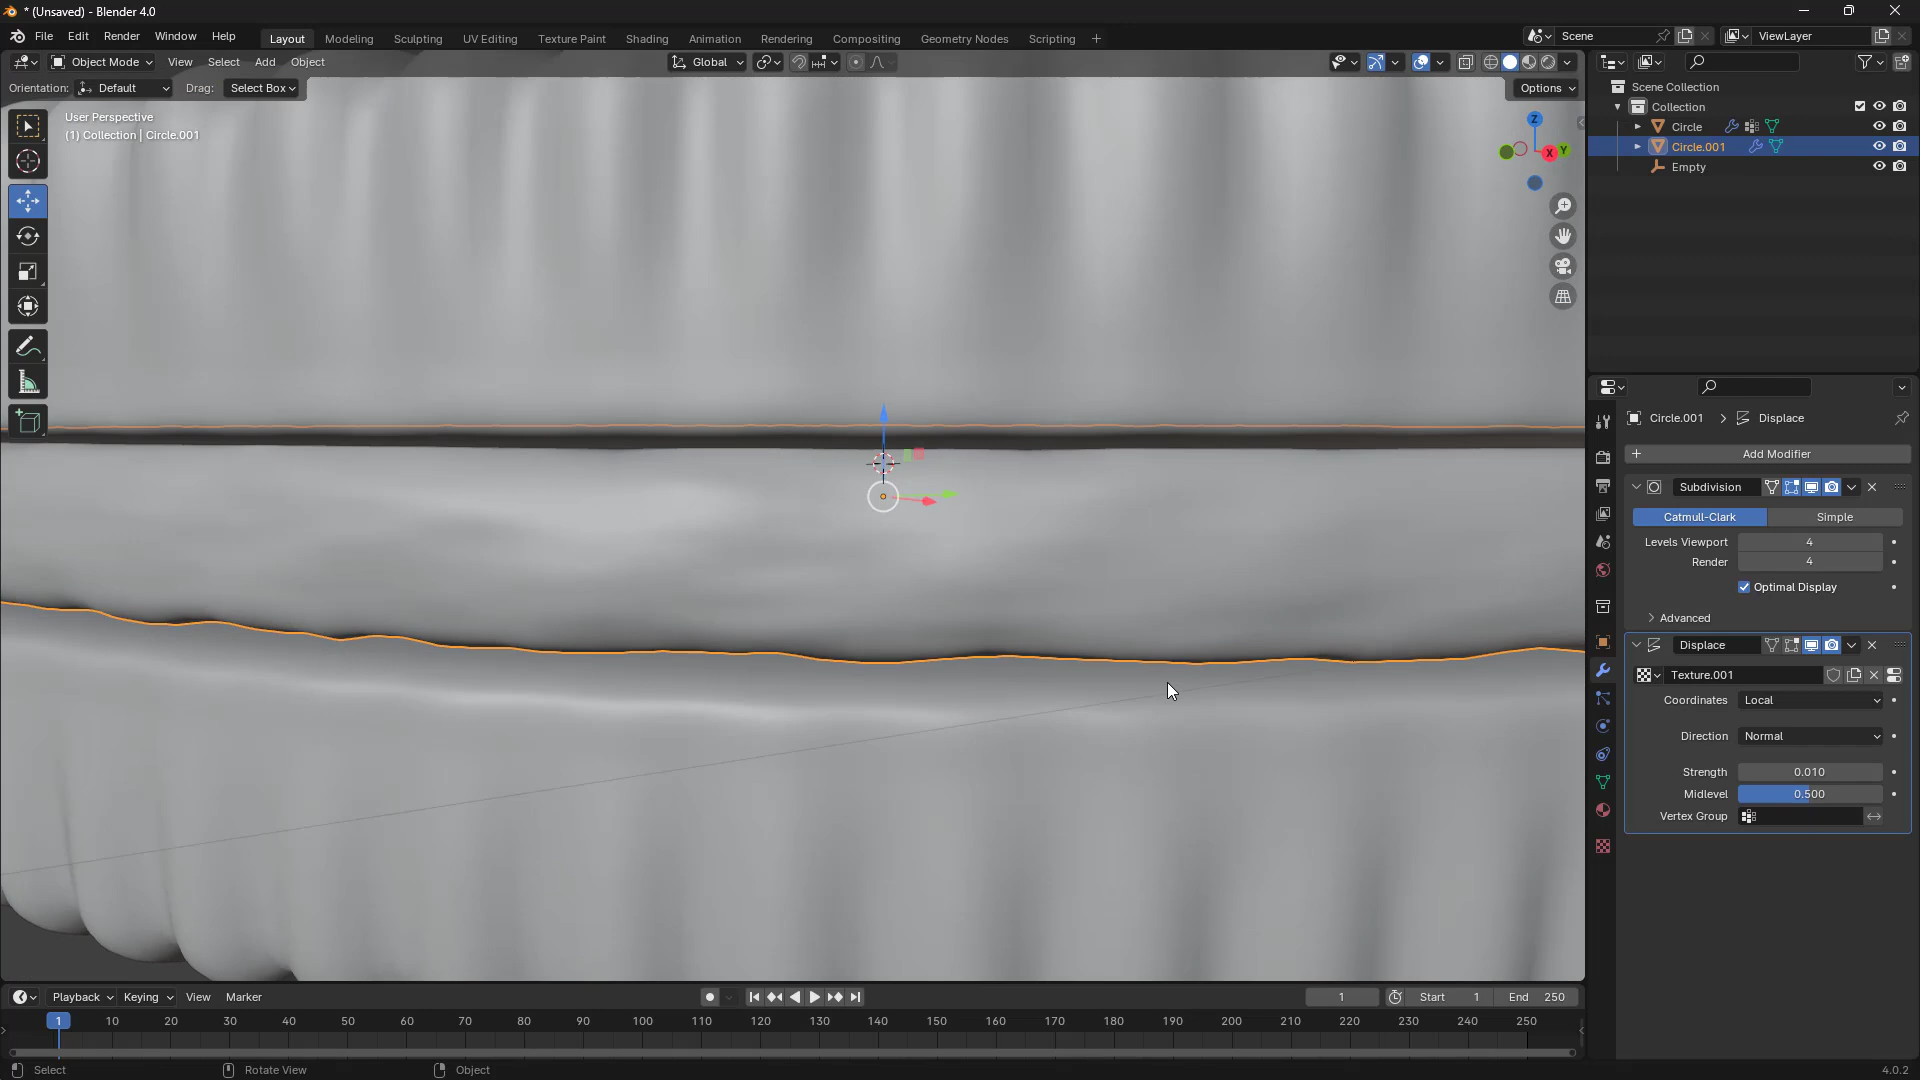 * (Unsaved) - Blender 4.0
File Edit Render Window Help
Layout Modeling Sculpting UV Editing Texture Paint Shading Animation Rendering Compositing Geometry Nodes Scripting +
Scene
ViewLayer
Object Mode View Select Add Object
Global
Orientation: Default Drag: Select Box
Options
User Perspective
(1) Collection | Circle.001
Z
X
Y
Scene Collection
Collection
Circle
Circle.001
Empty
Circle.001 > Displace
+ Add Modifier
Subdivision
Catmull-Clark Simple
Levels Viewport 4
Render 4
Optimal Display
> Advanced
Displace
Texture.001
Coordinates Local
Direction Normal
Strength 0.010
Midlevel 0.500
Vertex Group
Playback Keying View Marker
1
Start 1
End 250
1 10 20 30 40 50 60 70 80 90 100 110 120 130 140 150 160 170 180 190 200 210 220 230 240 250
Select
Rotate View
Object
4.0.2